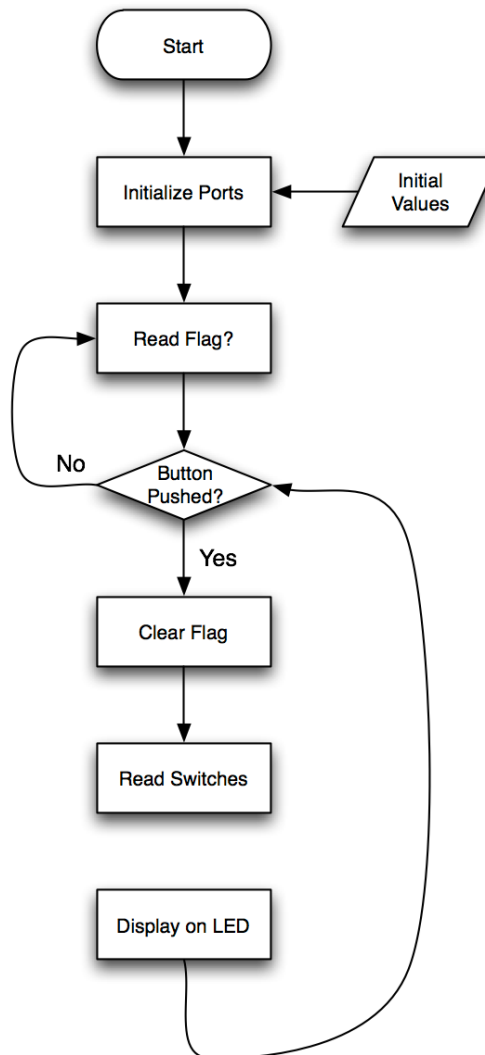 Start
Initialize Ports
Initial
Values
Read Flag?
No
Button
Pushed?
Yes
Clear Flag
Read Switches
Display on LED